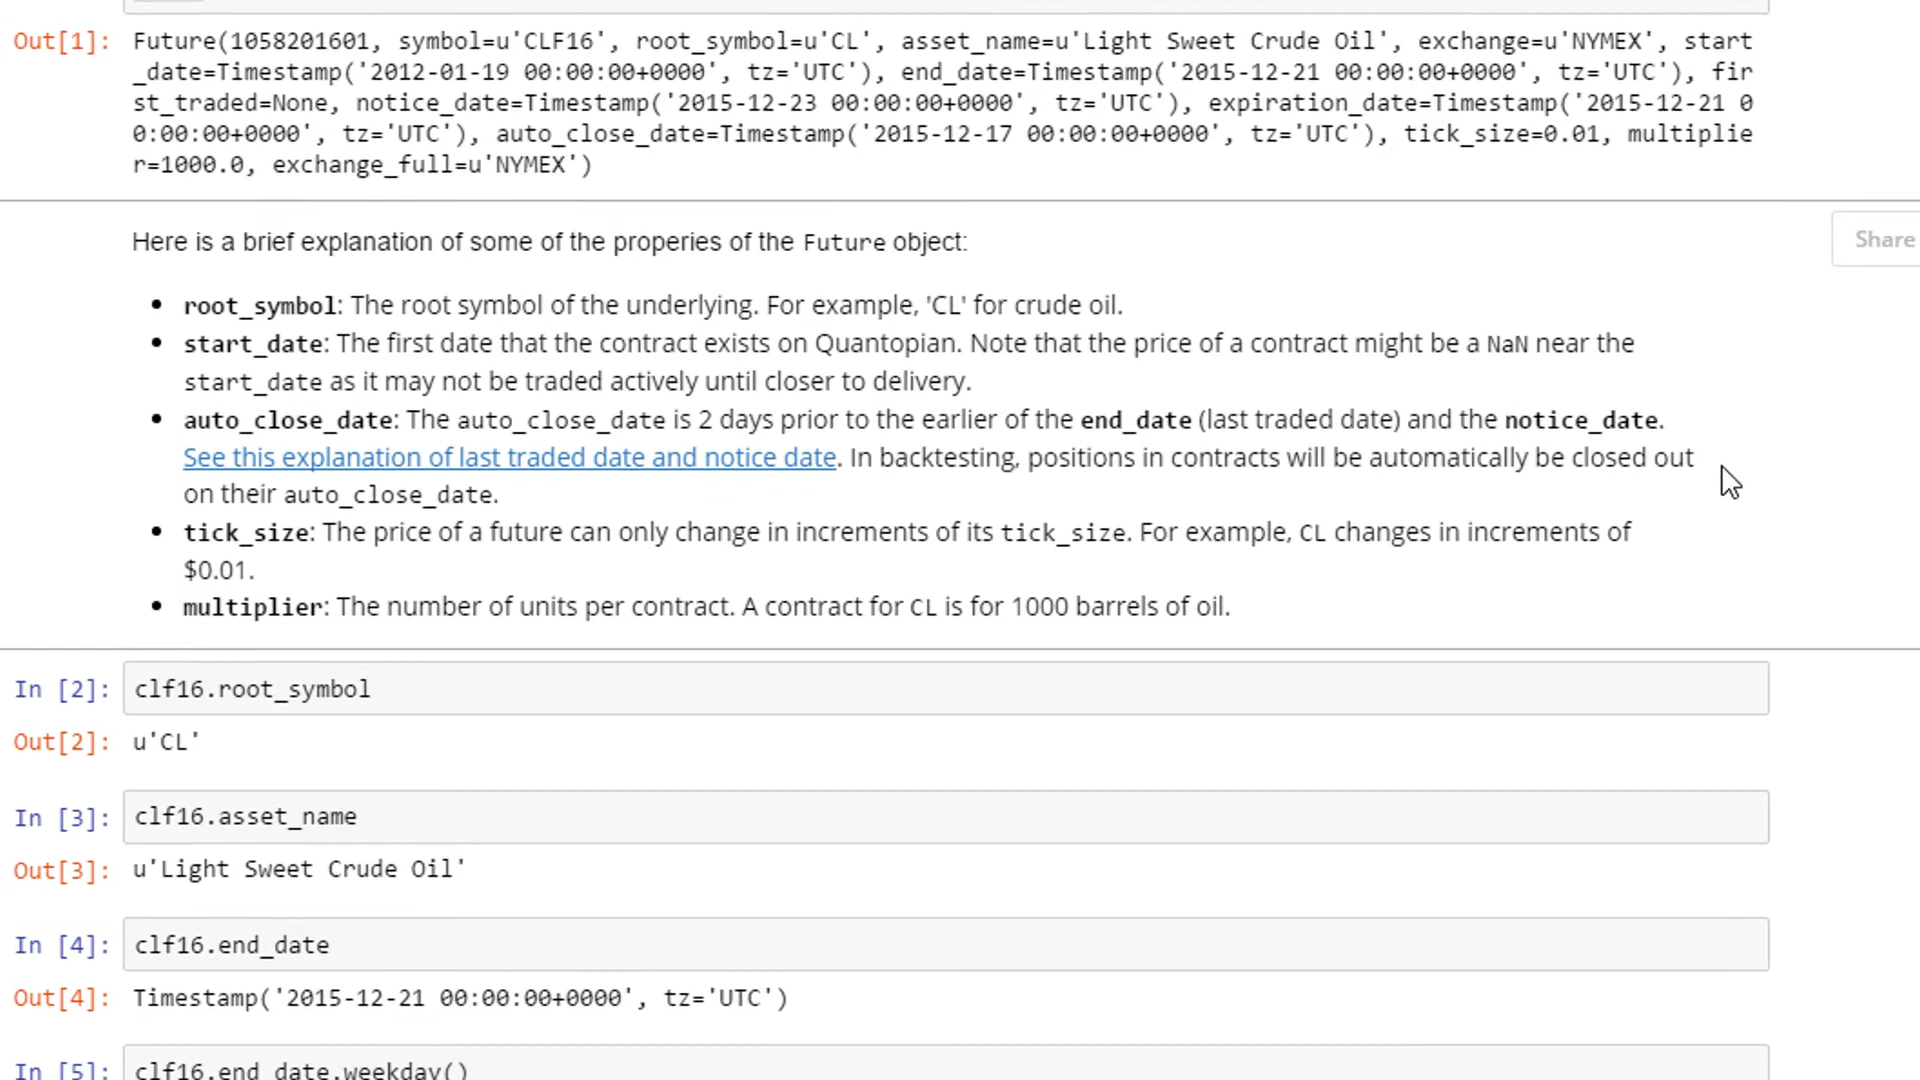 Out[1]: Future(1058201601, symbol=u'CLF16', root_symbol=u'CL', asset_name=u'Light Sweet Crude Oil', exchange=u'NYMEX', start
_date=Timestamp('2012-01-19 00:00:00+0000', tz='UTC'), end_date=Timestamp('2015-12-21 00:00:00+0000', tz='UTC'), fir
st_traded=None, notice_date=Timestamp('2015-12-23 00:00:00+0000', tz='UTC'), expiration_date=Timestamp('2015-12-21 0
0:00:00+0000', tz='UTC'), auto_close_date=Timestamp('2015-12-17 00:00:00+0000', tz='UTC'), tick_size=0.01, multiplie
r=1000.0, exchange_full=u'NYMEX')
Here is a brief explanation of some of the properies of the Future object:
Share
• root_symbol: The root symbol of the underlying. For example, 'CL' for crude oil.
• start_date: The first date that the contract exists on Quantopian. Note that the price of a contract might be a NaN near the
start_date as it may not be traded actively until closer to delivery.
• auto_close_date: The auto_close_date is 2 days prior to the earlier of the end_date (last traded date) and the notice_date.
See this explanation of last traded date and notice date. In backtesting, positions in contracts will be automatically be closed out
on their auto_close_date.
• tick_size: The price of a future can only change in increments of its tick_size. For example, CL changes in increments of
$0.01.
• multiplier: The number of units per contract. A contract for CL is for 1000 barrels of oil.
In [2]: clf16.root_symbol
Out[2]: u'CL'
In [3]: clf16.asset_name
Out[3]: u'Light Sweet Crude Oil'
In [4]: clf16.end_date
Out[4]: Timestamp('2015-12-21 00:00:00+0000', tz='UTC')
In [5]: clf16.end_date.weekday()